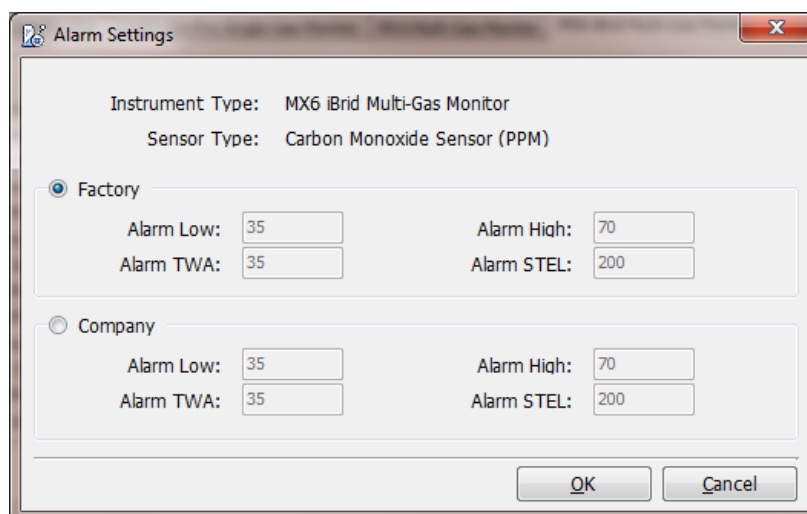 Alarm Settings
Instrument Type: MX6 iBrid Multi-Gas Monitor
Sensor Type: Carbon Monoxide Sensor (PPM)
Factory
Alarm Low: 35 Alarm High: 70
Alarm TWA: 35 Alarm STEL: 200
Company
Alarm Low: 35 Alarm High: 70
Alarm TWA: 35 Alarm STEL: 200
OK Cancel